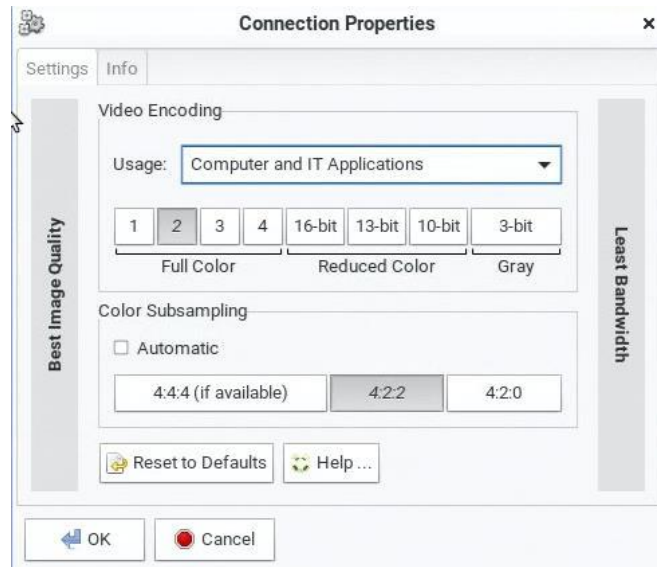 Connection Properties
Settings Info
Video Encoding
Usage: Computer and IT Applications
1 2 3 4 16-bit 13-bit 10-bit 3-bit
Full Color Reduced Color Gray
Best Image Quality
Least Bandwidth
Color Subsampling
Automatic
4:4:4 (if available) 4:2:2 4:2:0
Reset to Defaults Help ...
OK Cancel